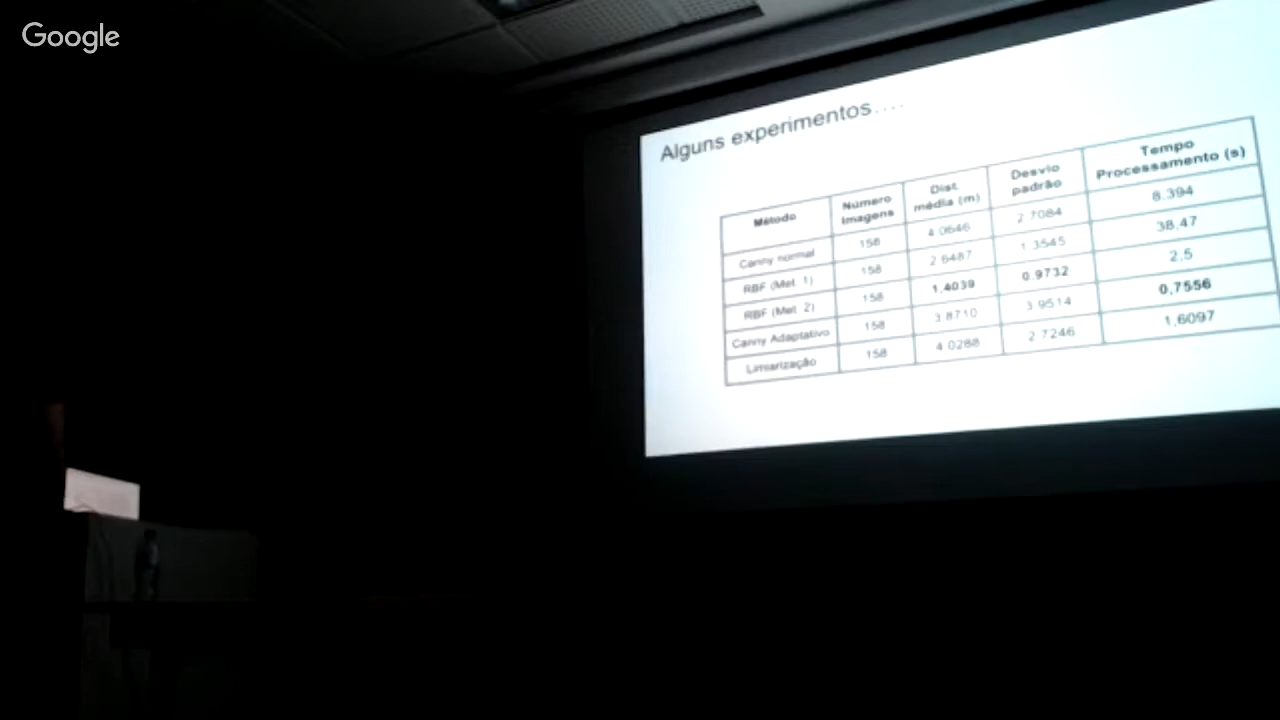 Google
Alguns experimentos....
Método Número Imagens Dist. média (m) Desvio padrão Tempo Processamento (s)
Canny normal 158 4.0646 2.7084 8.394
RBF (Met. 1) 158 2.6487 1.3545 38,47
RBF (Met. 2) 158 1,4039 0.9732 2,5
Canny Adaptativo 158 3.8710 3.9514 0,7556
Limiarização 158 4.0288 2.7246 1,6097